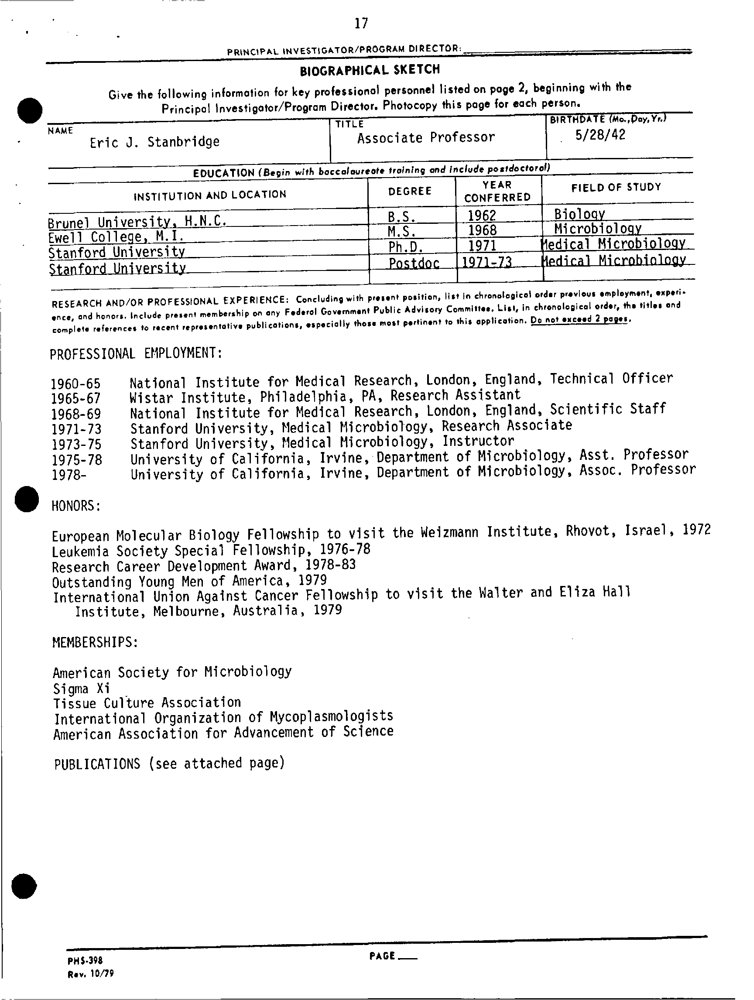 17
PRINCIPAL INVESTIGATOR/PROGRAM DIRECTOR:
BIOGRAPHICAL SKETCH
Give the following information for key professional personnel listed on page 2, beginning with the
Principal Investigator/Program Director. Photocopy this page for each person.
NAME TITLE BIRTHDATE (Mo.,Day,Yr.)
Eric J. Stanbridge Associate Professor 5/28/42
EDUCATION (Begin with baccalaureate training and include postdoctoral)
INSTITUTION AND LOCATION DEGREE YEAR CONFERRED FIELD OF STUDY
Brunel University, H.N.C. B.S. 1962 Biology
Ewell College, M.I. M.S. 1968 Microbiology
Stanford University Ph.D. 1971 Medical Microbiology
Stanford University Postdoc 1971-73 Medical Microbiology
RESEARCH AND/OR PROFESSIONAL EXPERIENCE: Concluding with present position, list in chronological order previous employment, experi-
ence, and honors. Include present membership on any Federal Government Public Advisory Committee. List, in chronological order, the titles and
complete references to recent representative publications, especially those most pertinent to this application. Do not exceed 2 pages.
PROFESSIONAL EMPLOYMENT:
1960-65 National Institute for Medical Research, London, England, Technical Officer
1965-67 Wistar Institute, Philadelphia, PA, Research Assistant
1968-69 National Institute for Medical Research, London, England, Scientific Staff
1971-73 Stanford University, Medical Microbiology, Research Associate
1973-75 Stanford University, Medical Microbiology, Instructor
1975-78 University of California, Irvine, Department of Microbiology, Asst. Professor
1978- University of California, Irvine, Department of Microbiology, Assoc. Professor
HONORS:
European Molecular Biology Fellowship to visit the Weizmann Institute, Rhovot, Israel, 1972
Leukemia Society Special Fellowship, 1976-78
Research Career Development Award, 1978-83
Outstanding Young Men of America, 1979
International Union Against Cancer Fellowship to visit the Walter and Eliza Hall
Institute, Melbourne, Australia, 1979
MEMBERSHIPS:
American Society for Microbiology
Sigma Xi
Tissue Culture Association
International Organization of Mycoplasmologists
American Association for Advancement of Science
PUBLICATIONS (see attached page)
PHS-398 PAGE
Rev. 10/79